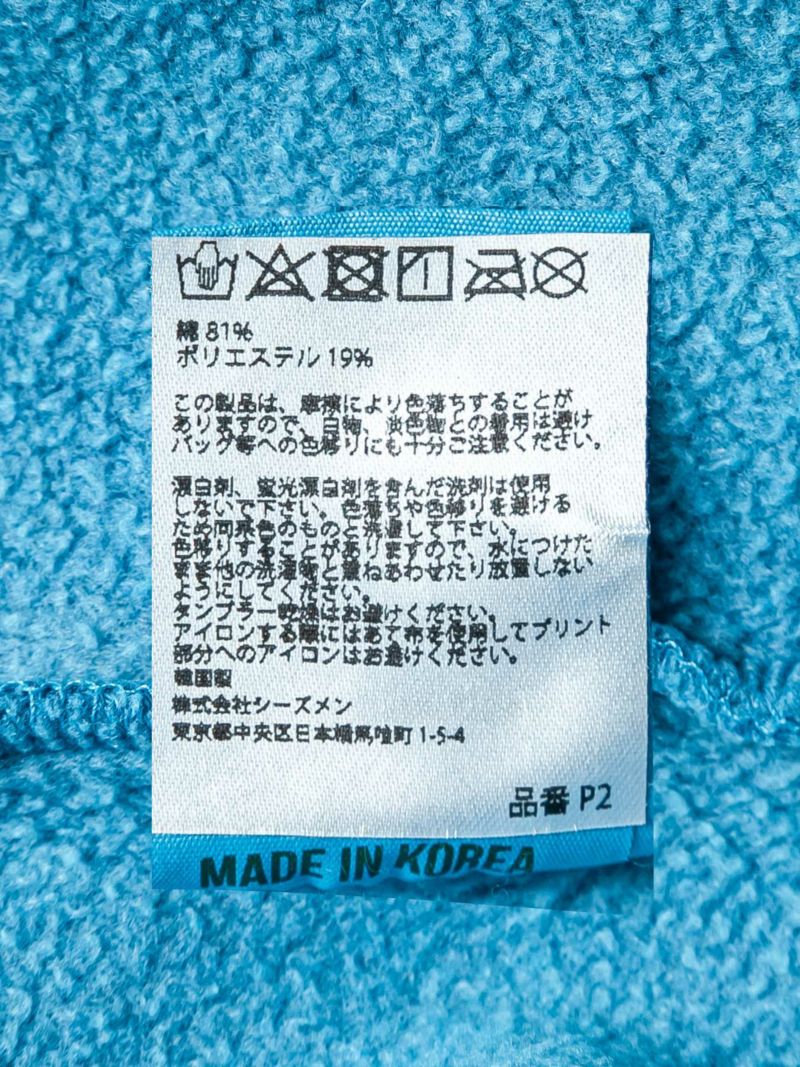 綿 81%
ポリエステル 19%
この製品は、摩擦により色落ちすることが
ありますので、白物、淡色物との着用は避け
バッグ等への色移りにも十分ご注意ください。
漂白剤、蛍光漂白剤を含んだ洗剤は使用
しないで下さい。色落ちや色移りを避ける
ため同系色のものと洗濯して下さい。
色移りすることがありますので、水につけた
まま他の洗濯物と重ねあわせたり放置しない
ようにしてください。
タンブラー乾燥はお避けください。
アイロンする際にはあて布を使用してプリント
部分へのアイロンはお避けください。
韓国製
株式会社シーズメン
東京都中央区日本橋馬喰町 1-5-4
品番 P2
MADE IN KOREA